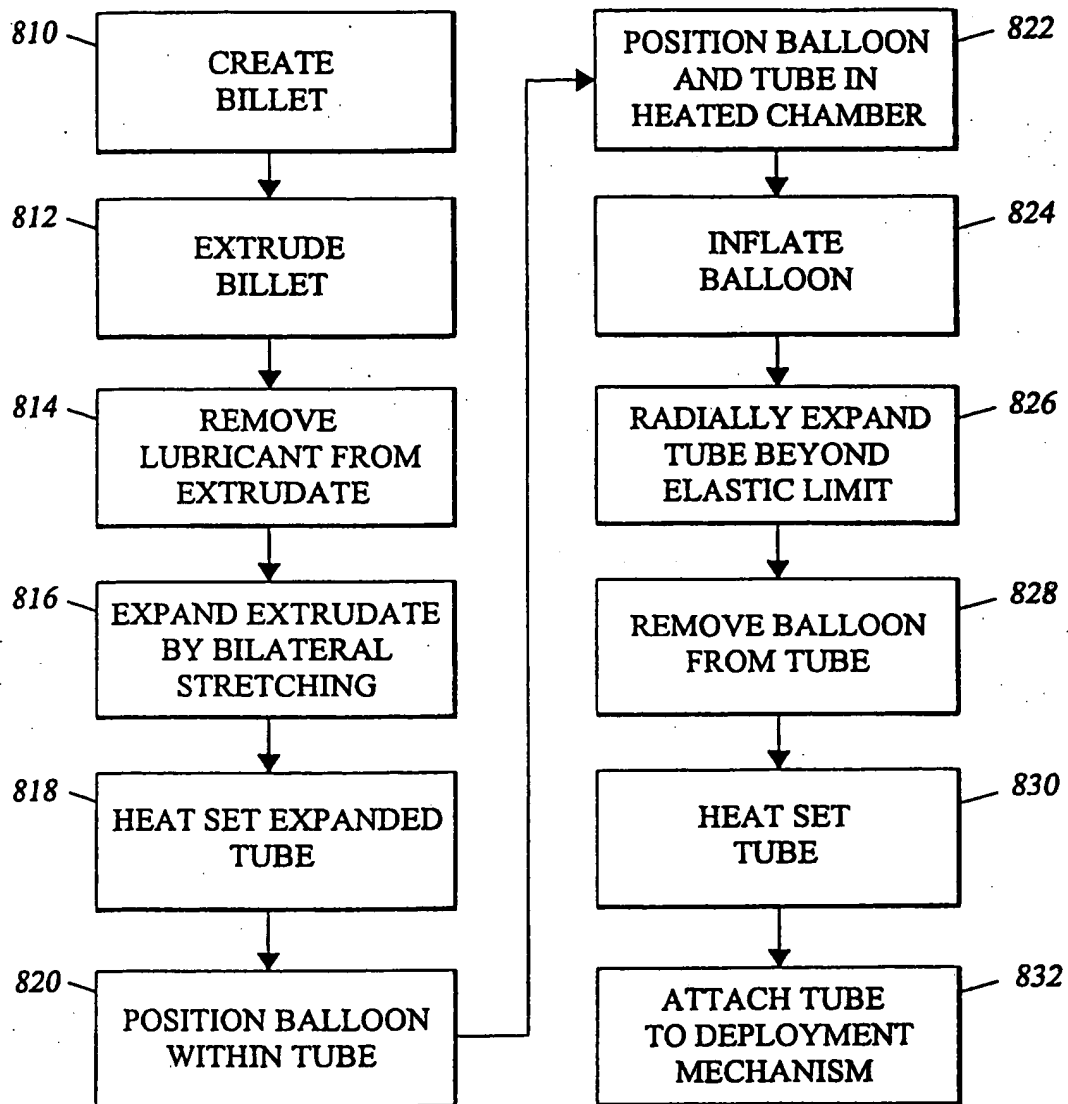 810
CREATE
BILLET
812
EXTRUDE
BILLET
814
REMOVE
LUBRICANT FROM
EXTRUDATE
816
EXPAND EXTRUDATE
BY BILATERAL
STRETCHING
818
HEAT SET EXPANDED
TUBE
820
POSITION BALLOON
WITHIN TUBE
822
POSITION BALLOON
AND TUBE IN
HEATED CHAMBER
824
INFLATE
BALLOON
826
RADIALLY EXPAND
TUBE BEYOND
ELASTIC LIMIT
828
REMOVE BALLOON
FROM TUBE
830
HEAT SET
TUBE
832
ATTACH TUBE
TO DEPLOYMENT
MECHANISM